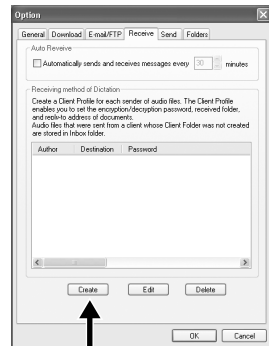 Option
General Download E-mail/FTP Receive Send Folders
Auto Reveive
Automatically sends and receives messages every 30 minutes
Receiving method of Dictation
Create a Client Profile for each sender of audio files. The Client Profile
enables you to set the encryption/decryption password, received folder,
and reply-to address of documents.
Audio files that were sent from a client whose Client Folder was not created
are stored in Inbox folder.
Author Destination Password
Create Edit Delete
OK Cancel